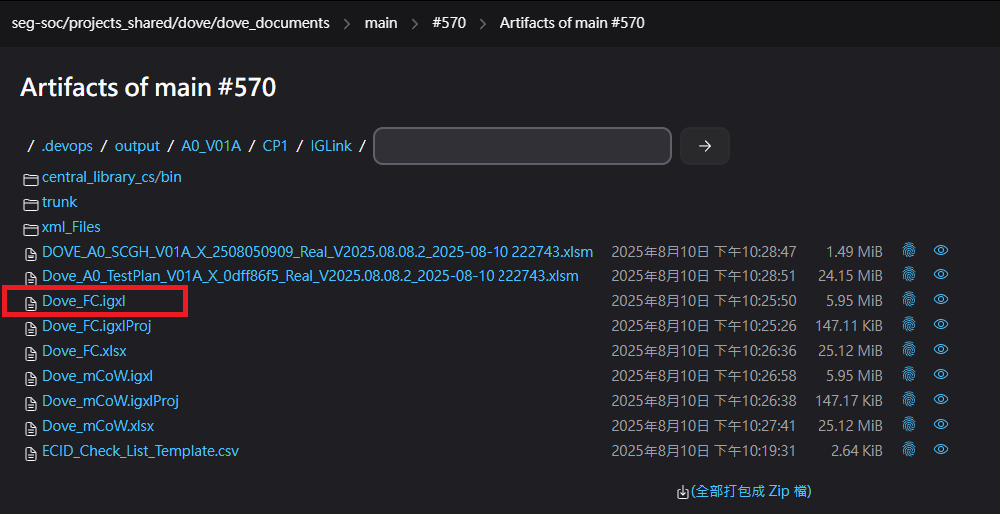 seg-soc/projects_shared/dove/dove_documents > main > #570 > Artifacts of main #570
Artifacts of main #570
/ .devops / output / A0_V01A / CP1 / IGLink /
central_library_cs/bin
trunk
xml_Files
DOVE_A0_SCGH_V01A_X_2508050909_Real_V2025.08.08.2_2025-08-10 222743.xlsm 2025年8月10日 下午10:28:47 1.49 MiB
Dove_A0_TestPlan_V01A_X_0dff86f5_Real_V2025.08.08.2_2025-08-10 222743.xlsm 2025年8月10日 下午10:28:51 24.15 MiB
Dove_FC.igxl 2025年8月10日 下午10:25:50 5.95 MiB
Dove_FC.igxlProj 2025年8月10日 下午10:25:26 147.11 KiB
Dove_FC.xlsx 2025年8月10日 下午10:26:36 25.12 MiB
Dove_mCoW.igxl 2025年8月10日 下午10:26:58 5.95 MiB
Dove_mCoW.igxlProj 2025年8月10日 下午10:26:38 147.17 KiB
Dove_mCoW.xlsx 2025年8月10日 下午10:27:41 25.12 MiB
ECID_Check_List_Template.csv 2025年8月10日 下午10:19:31 2.64 KiB
(全部打包成 Zip 檔)